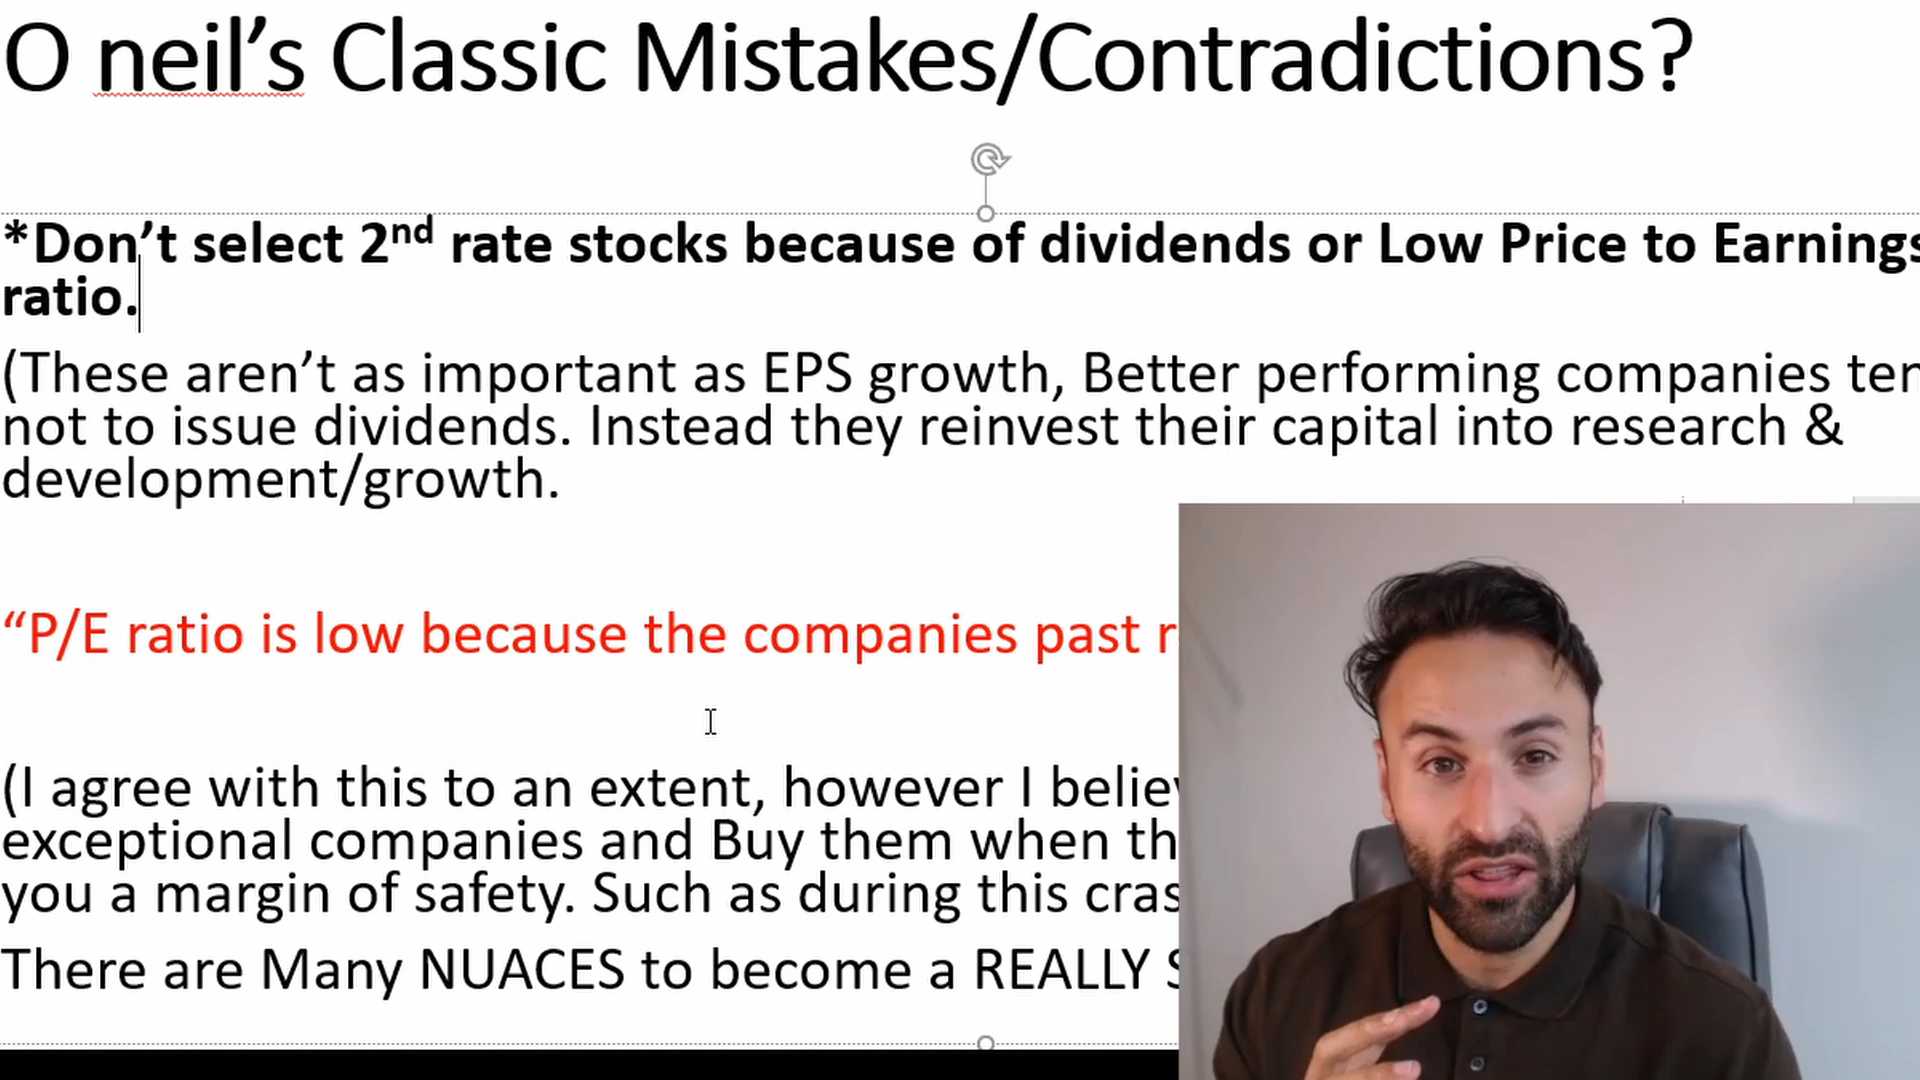 O neil’s Classic Mistakes/Contradictions?
*Don’t select 2nd rate stocks because of dividends or Low Price to Earnings
ratio.
(These aren’t as important as EPS growth, Better performing companies
not to issue dividends. Instead they reinvest their capital into research &
development/growth.
“P/E ratio is low because the companies past
(I agree with this to an extent, however I
exceptional companies and Buy them when
you a margin of safety. Such as during this
There are Many NUACES to become a REALLY